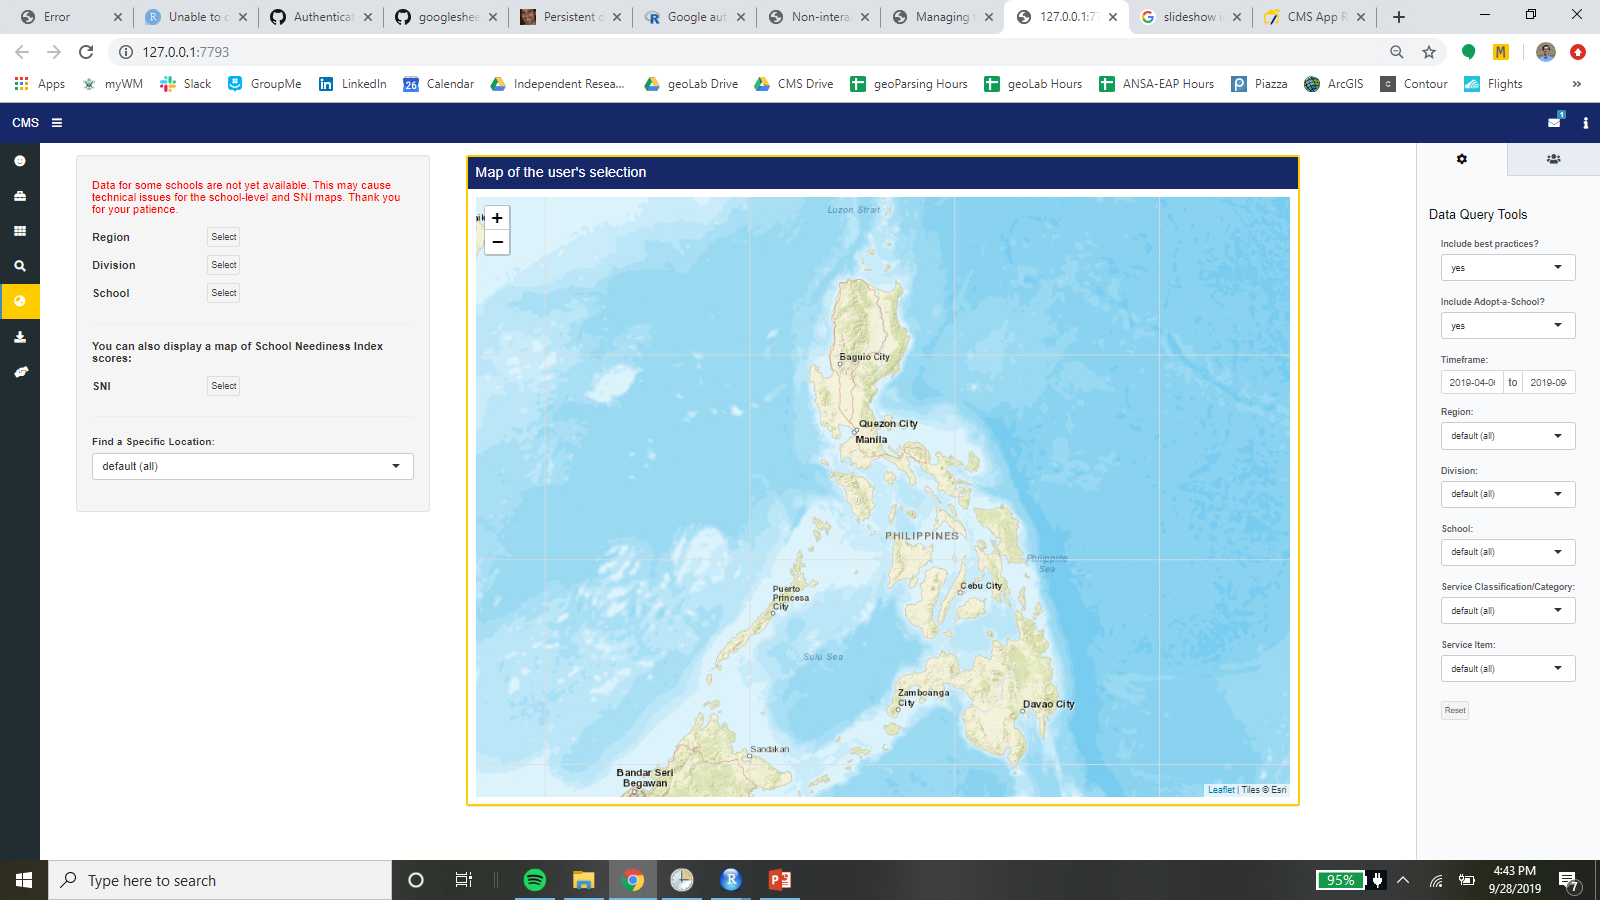 Error
Unable to c
Authenticat
googleshee
Persistent
Google aut
Non-intera
Managing
127.0.0.1:77
slideshow i
CMS App R
127.0.0.1:7793
Apps
myWM
Slack
GroupMe
LinkedIn
26
Calendar
Independent Resea...
geoLab Drive
CMS Drive
geoParsing Hours
geoLab Hours
ANSA-EAP Hours
Piazza
ArcGIS
Contour
Flights
»
CMS
1
Data for some schools are not yet available. This may cause
technical issues for the school-level and SNI maps. Thank you
for your patience.
Region Select
Division Select
School Select
You can also display a map of School Neediness Index
scores:
SNI Select
Find a Specific Location:
default (all)
Map of the user's selection
+
−
Luzon Strait
Baguio City
Quezon City
Manila
PHILIPPINES
Philippine
Sea
Cebu City
Puerto
Princesa
City
Sulu Sea
Zamboanga
City
Davao City
Sandakan
Bandar Seri
Begawan
Leaflet | Tiles © Esri
Data Query Tools
Include best practices?
yes
Include Adopt-a-School?
yes
Timeframe:
2019-04-0 to 2019-09
Region:
default (all)
Division:
default (all)
School:
default (all)
Service Classification/Category:
default (all)
Service Item:
default (all)
Reset
Type here to search
95%
4:43 PM
9/28/2019
7